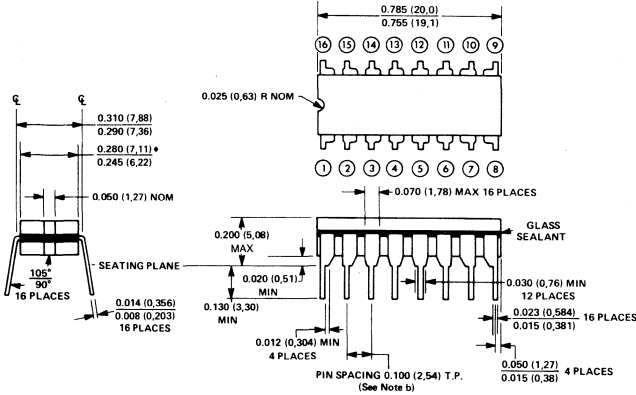 0.785 (20,0)
0.755 (19,1)
16 15 14 13 12 11 10 9
0.025 (0,63) R NOM
1 2 3 4 5 6 7 8
℄ ℄
0.310 (7,88)
0.290 (7,36)
0.280 (7,11)*
0.245 (6,22)
0.050 (1,27) NOM
105°
90°
16 PLACES
0.014 (0,356)
0.008 (0,203)
16 PLACES
0.070 (1,78) MAX 16 PLACES
0.200 (5,08)
MAX
GLASS
SEALANT
SEATING PLANE
0.020 (0,51)
MIN
0.130 (3,30)
MIN
0.030 (0,76) MIN
12 PLACES
0.023 (0,584)
0.015 (0,381)
16 PLACES
0.012 (0,304) MIN
4 PLACES
0.050 (1,27)
0.015 (0,38)
4 PLACES
PIN SPACING 0.100 (2,54) T.P.
(See Note b)